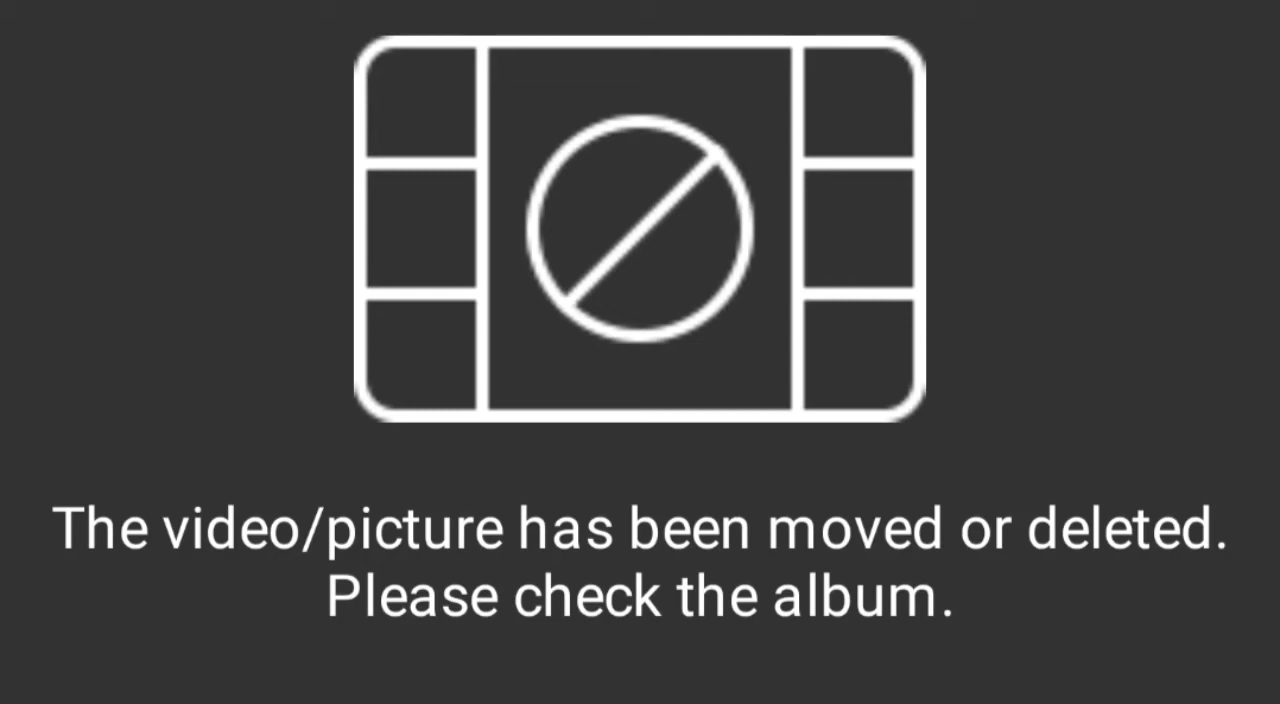 The video/picture has been moved or deleted.
Please check the album.